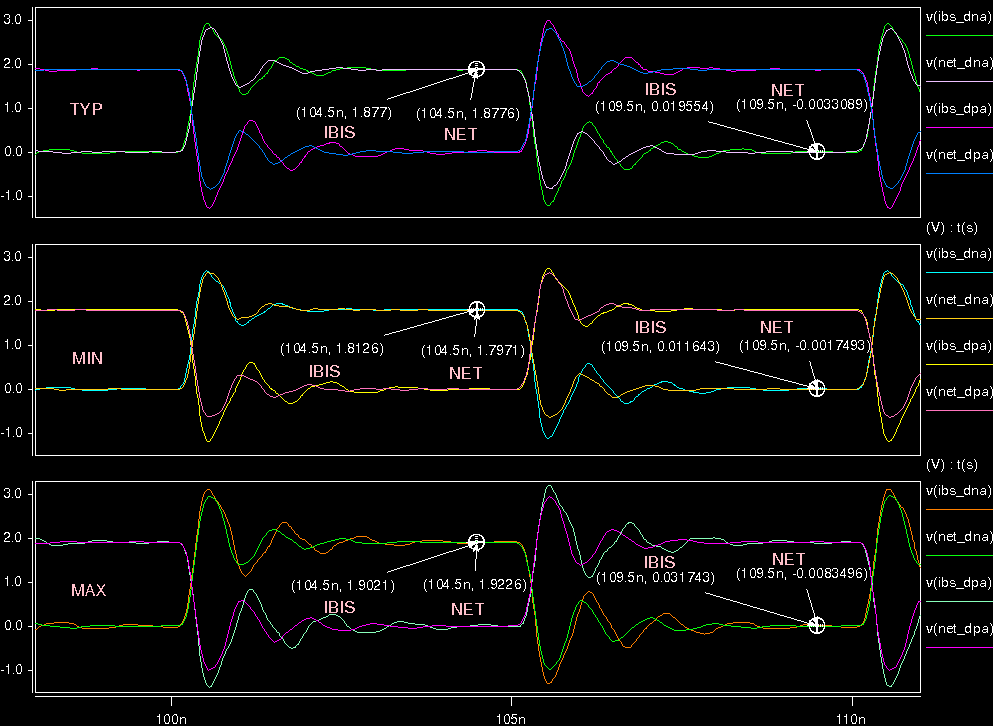 3.0
v(ibs_dna)
2.0
v(net_dna)
TYP
IBIS
NET
1.0
(104.5n, 1.877)
(104.5n, 1.8776)
(109.5n, 0.019554)
(109.5n, -0.0033089)
v(ibs_dpa)
IBIS
NET
0.0
v(net_dpa)
-1.0
(V) : t(s)
3.0
v(ibs_dna)
2.0
v(net_dna)
IBIS
NET
1.0
(104.5n, 1.8126)
(104.5n, 1.7971)
(109.5n, 0.011643)
(109.5n, -0.0017493)
v(ibs_dpa)
MIN
IBIS
NET
0.0
v(net_dpa)
-1.0
(V) : t(s)
3.0
v(ibs_dna)
2.0
v(net_dna)
IBIS
NET
1.0
(104.5n, 1.9021)
(104.5n, 1.9226)
(109.5n, 0.031743)
(109.5n, -0.0083496)
v(ibs_dpa)
MAX
IBIS
NET
0.0
v(net_dpa)
-1.0
100n
105n
110n